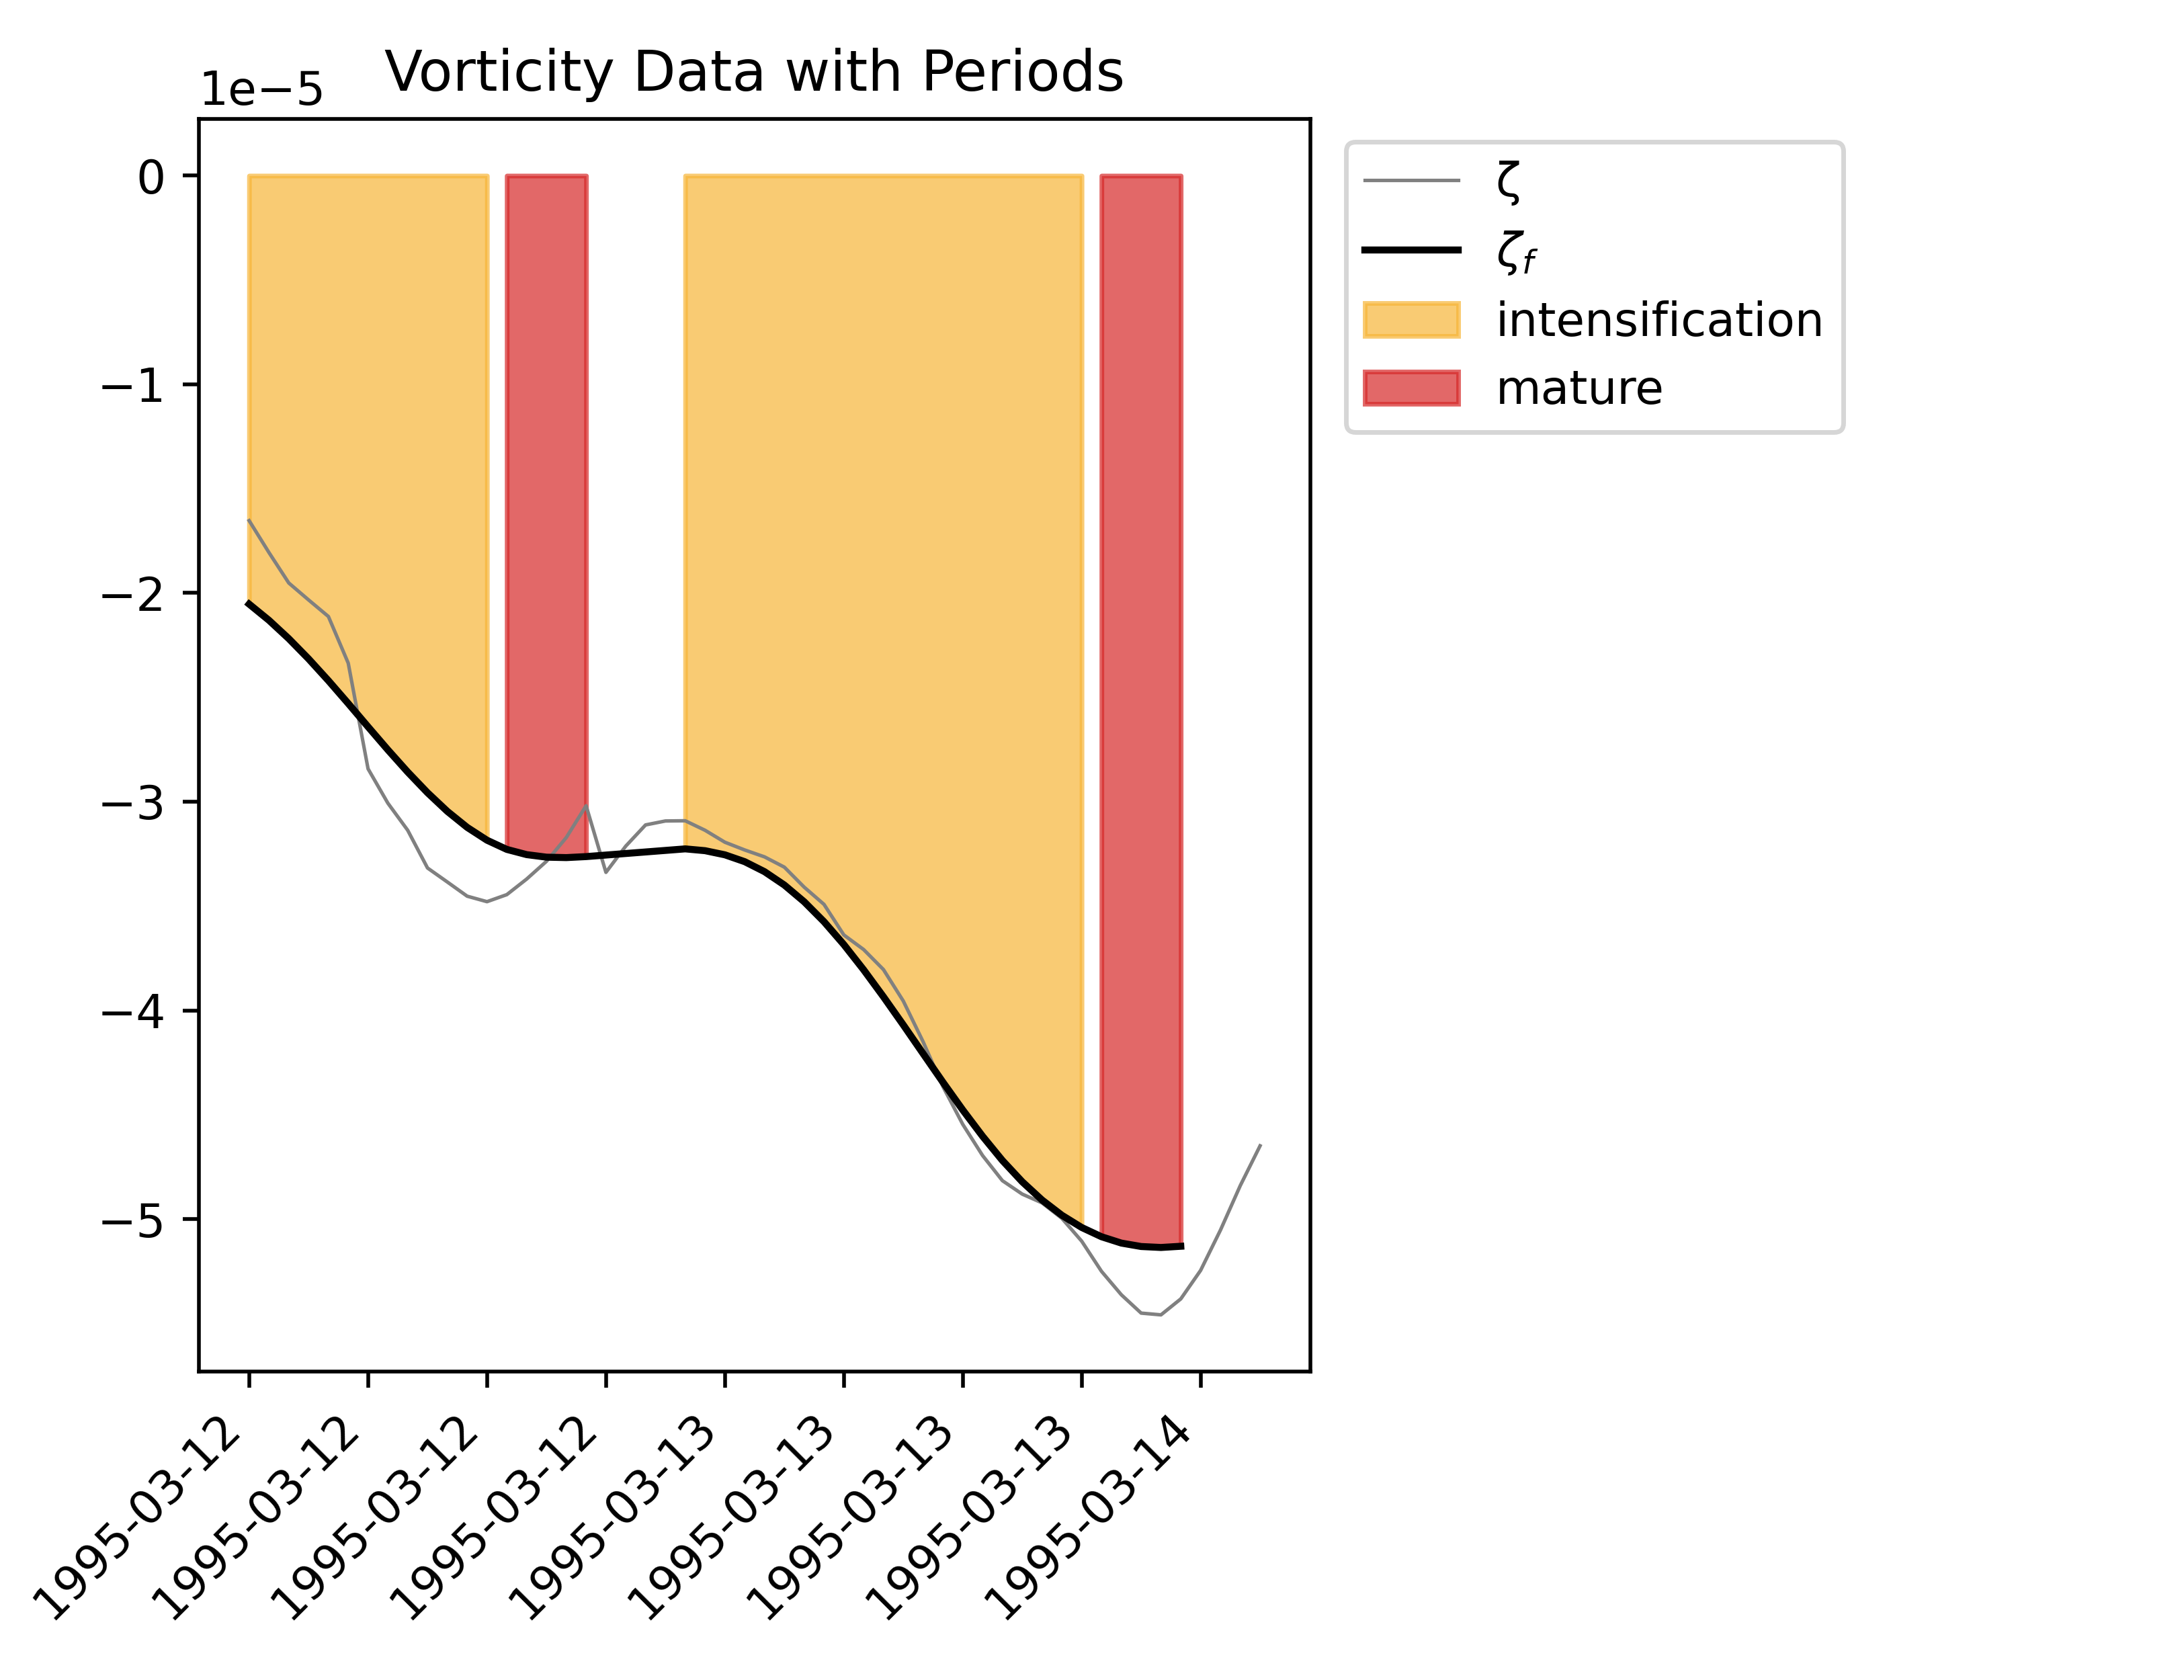 Vorticity Data with Periods
1e−5
0
−1
−2
−3
−4
−5
ζ
ζf
intensification
mature
1995-03-12
1995-03-12
1995-03-12
1995-03-12
1995-03-13
1995-03-13
1995-03-13
1995-03-13
1995-03-14